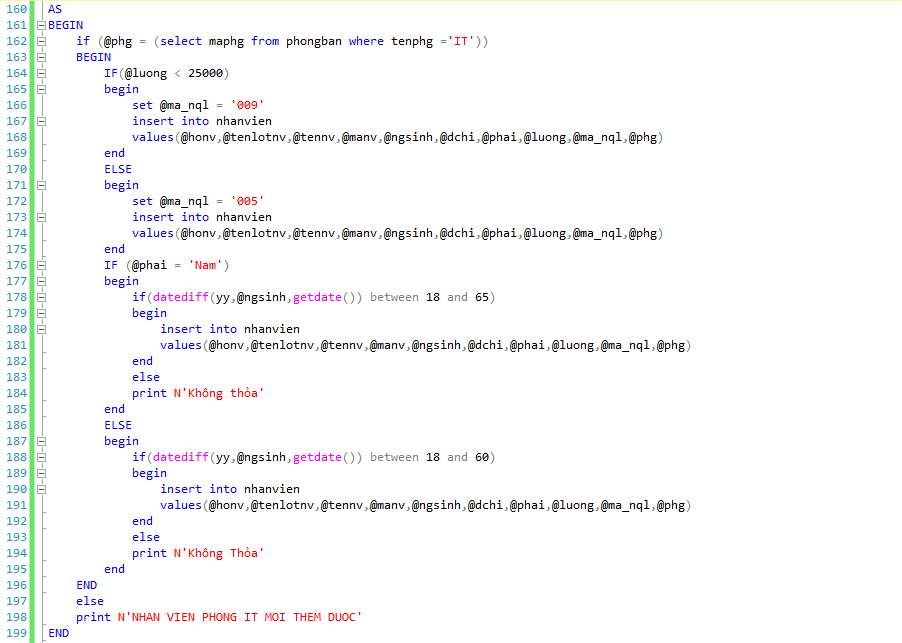 160 AS
161 BEGIN
162 if (@phg = (select maphg from phongban where tenphg ='IT'))
163 BEGIN
164 IF(@luong < 25000)
165 begin
166 set @ma_nql = '009'
167 insert into nhanvien
168 values(@honv,@tenlotnv,@tennv,@manv,@ngsinh,@dchi,@phai,@luong,@ma_nql,@phg)
169 end
170 ELSE
171 begin
172 set @ma_nql = '005'
173 insert into nhanvien
174 values(@honv,@tenlotnv,@tennv,@manv,@ngsinh,@dchi,@phai,@luong,@ma_nql,@phg)
175 end
176 IF (@phai = 'Nam')
177 begin
178 if(datediff(yy,@ngsinh,getdate()) between 18 and 65)
179 begin
180 insert into nhanvien
181 values(@honv,@tenlotnv,@tennv,@manv,@ngsinh,@dchi,@phai,@luong,@ma_nql,@phg)
182 end
183 else
184 print N'Không thỏa'
185 end
186 ELSE
187 begin
188 if(datediff(yy,@ngsinh,getdate()) between 18 and 60)
189 begin
190 insert into nhanvien
191 values(@honv,@tenlotnv,@tennv,@manv,@ngsinh,@dchi,@phai,@luong,@ma_nql,@phg)
192 end
193 else
194 print N'Không Thỏa'
195 end
196 END
197 else
198 print N'NHAN VIEN PHONG IT MOI THEM DUOC'
199 END